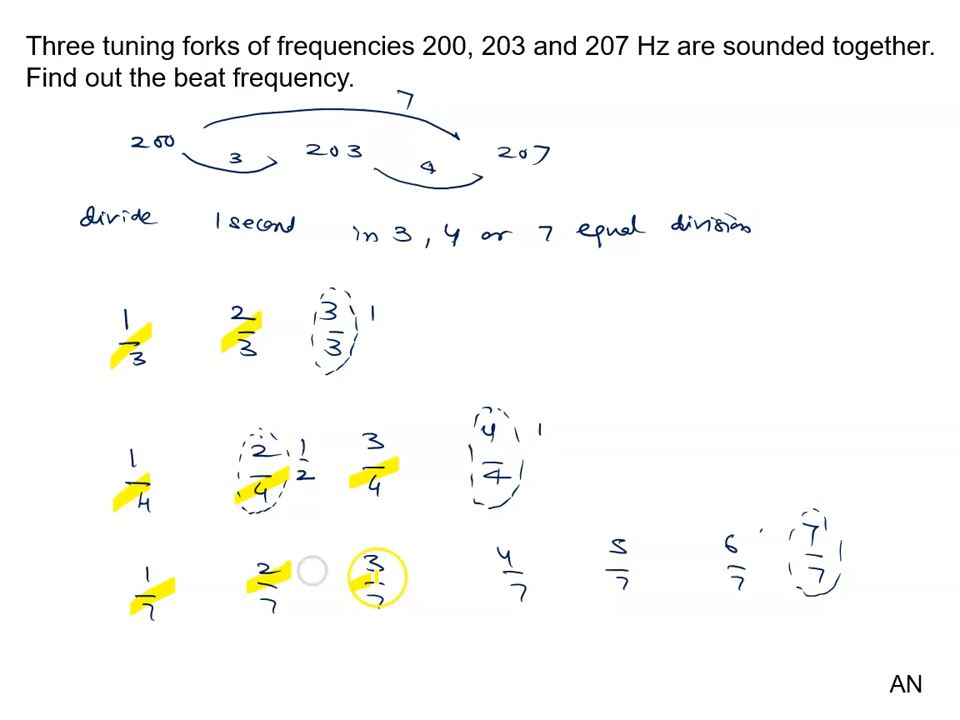 Three tuning forks of frequencies 200, 203 and 207 Hz are sounded together.
Find out the beat frequency.
7
200 3 203 4 207
divide 1 second in 3, 4 or 7 equal division
1/3 2/3 3/3 1
1/4 2/4 1/2 3/4 4/4 1
1/7 2/7 3/7 4/7 5/7 6/7 7/7 1
AN